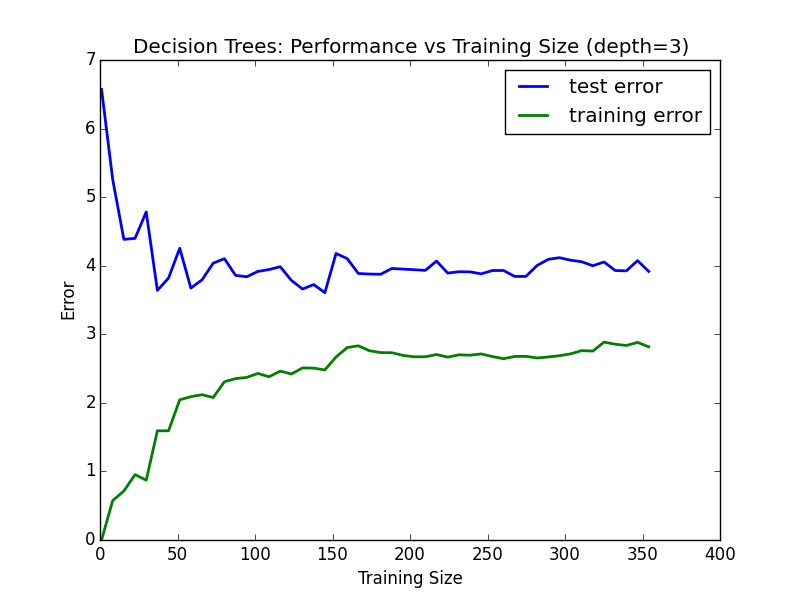 Decision Trees: Performance vs Training Size (depth=3)
test error
training error
Error
7
6
5
4
3
2
1
0
0 50 100 150 200 250 300 350 400
Training Size